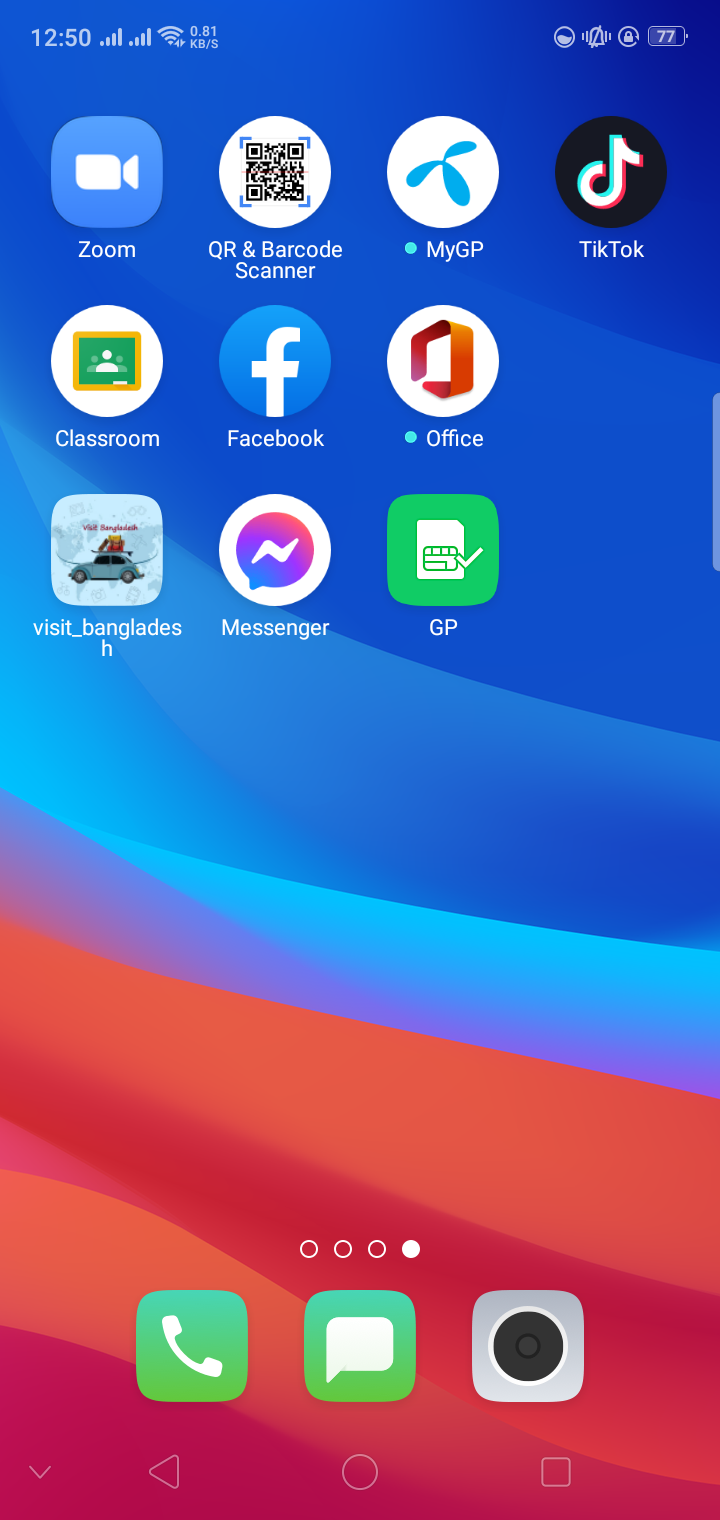 12:50
0.81
KB/S
77
Zoom
QR & Barcode
Scanner
MyGP
TikTok
Classroom
Facebook
Office
Visit Bangladesh
visit_banglades
h
Messenger
GP